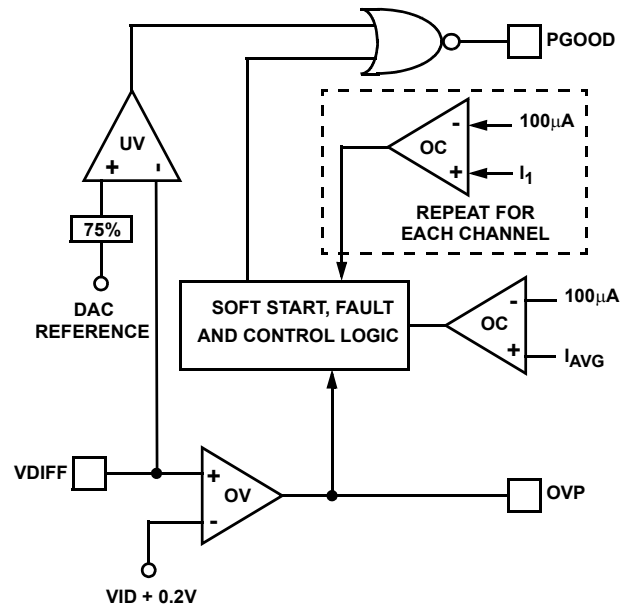 PGOOD
UV
+ -
75%
DAC
REFERENCE
- 100µA
OC
+ I1
REPEAT FOR
EACH CHANNEL
SOFT START, FAULT
AND CONTROL LOGIC
- 100µA
OC
+ IAVG
VDIFF
+
OV
-
OVP
VID + 0.2V